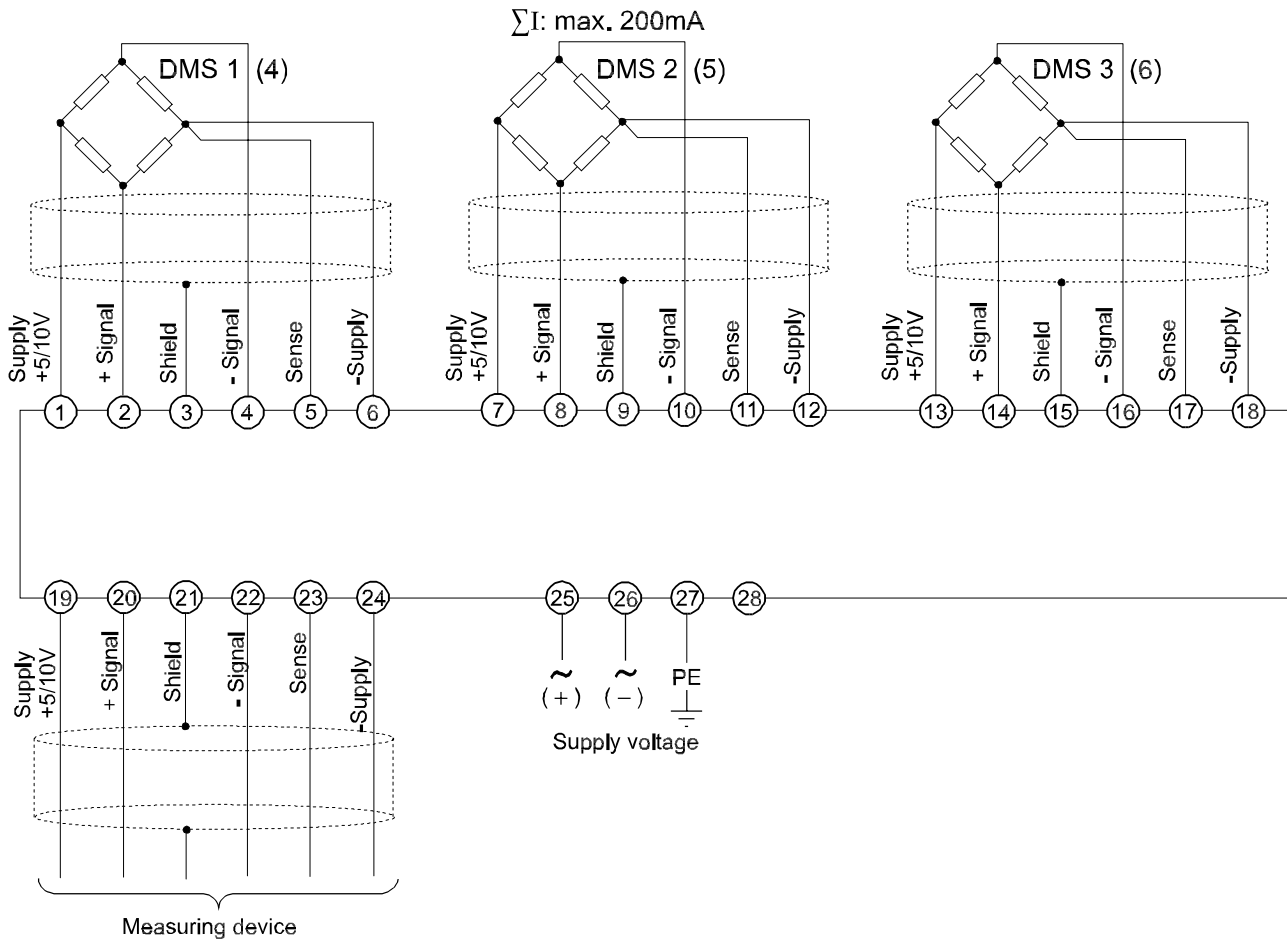 ∑I: max. 200mA
DMS 1 (4)
DMS 2 (5)
DMS 3 (6)
Supply
+5/10V
+ Signal
Shield
- Signal
Sense
-Supply
Supply
+5/10V
+ Signal
Shield
- Signal
Sense
-Supply
Supply
+5/10V
+ Signal
Shield
- Signal
Sense
-Supply
1 2 3 4 5 6 7 8 9 10 11 12 13 14 15 16 17 18
19 20 21 22 23 24 25 26 27 28
Supply
+5/10V
+ Signal
Shield
- Signal
Sense
-Supply
~ ~ PE
(+) (-)
Supply voltage
Measuring device